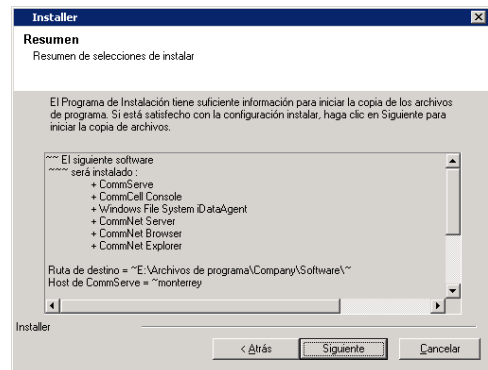 Installer
Resumen
Resumen de selecciones de instalar
El Programa de Instalación tiene suficiente información para iniciar la copia de los archivos
de programa. Si está satisfecho con la configuración instalar, haga clic en Siguiente para
iniciar la copia de archivos.
~~ El siguiente software
~~~ será instalado :
+ CommServe
+ CommCell Console
+ Windows File System iDataAgent
+ CommNet Server
+ CommNet Browser
+ CommNet Explorer
Ruta de destino = ~E:\Archivos de programa\Company\Software\~
Host de CommServe = ~monterrey
Installer
< Atrás
Siguiente
Cancelar